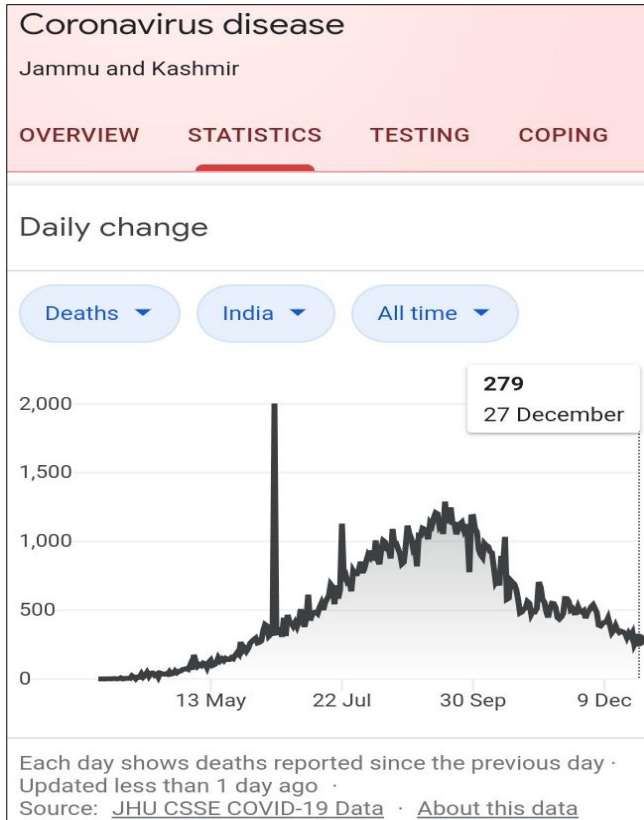 Coronavirus disease
Jammu and Kashmir
OVERVIEW STATISTICS TESTING COPING
Daily change
Deaths India All time
279
27 December
2,000
1,500
1,000
500
0
13 May 22 Jul 30 Sep 9 Dec
Each day shows deaths reported since the previous day ·
Updated less than 1 day ago ·
Source: JHU CSSE COVID-19 Data · About this data